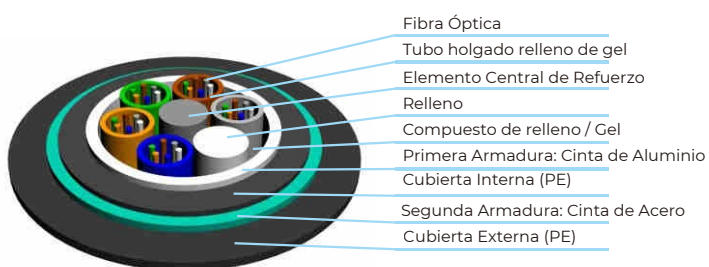 Fibra Óptica
Tubo holgado relleno de gel
Elemento Central de Refuerzo
Relleno
Compuesto de relleno / Gel
Primera Armadura: Cinta de Aluminio
Cubierta Interna (PE)
Segunda Armadura: Cinta de Acero
Cubierta Externa (PE)